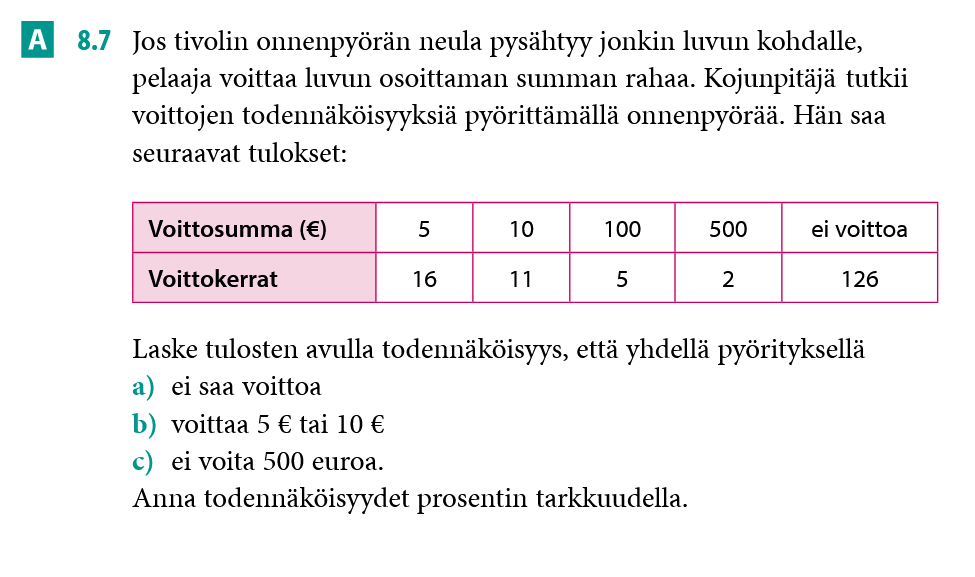 A 8.7 Jos tivolin onnenpyörän neula pysähtyy jonkin luvun kohdalle,
pelaaja voittaa luvun osoittaman summan rahaa. Kojunpitäjä tutkii
voittojen todennäköisyyksiä pyörittämällä onnenpyörää. Hän saa
seuraavat tulokset:
Voittosumma (€) 5 10 100 500 ei voittoa
Voittokerrat 16 11 5 2 126
Laske tulosten avulla todennäköisyys, että yhdellä pyörityksellä
a) ei saa voittoa
b) voittaa 5 € tai 10 €
c) ei voita 500 euroa.
Anna todennäköisyydet prosentin tarkkuudella.